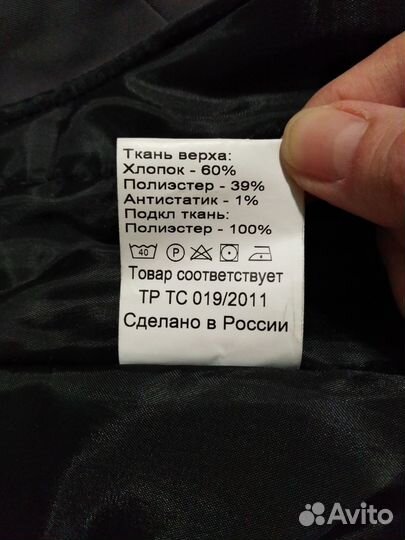 Ткань верха:
Хлопок - 60%
Полиэстер - 39%
Антистатик - 1%
Подкл ткань:
Полиэстер - 100%
40 P
Товар соответствует
ТР ТС 019/2011
Сделано в России
Avito